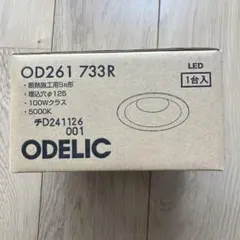 OD261 733R
・断熱施工用SB形
・埋込穴φ125
・100Wクラス
・5000K
チD241126
001
ODELIC
LED
1台入